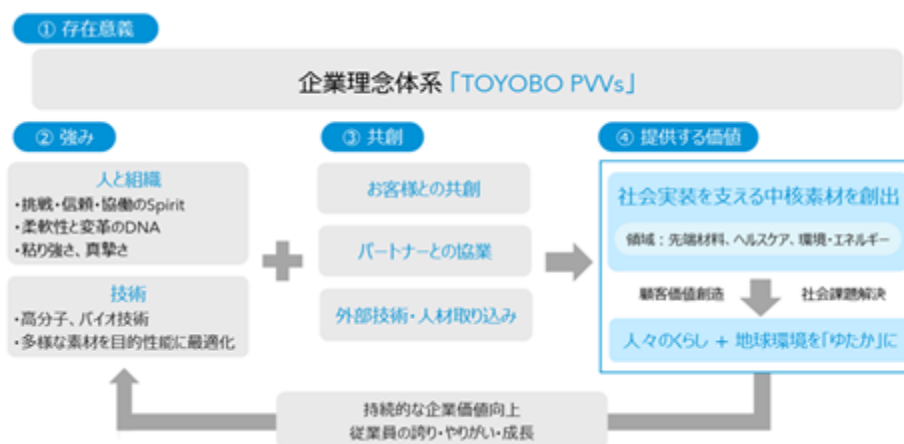 ① 存在意義
企業理念体系「TOYOBO PVVs」
② 強み
人と組織
・挑戦・信頼・協働のSpirit
・柔軟性と変革のDNA
・粘り強さ、真摯さ
技術
・高分子、バイオ技術
・多様な素材を目的性能に最適化
③ 共創
お客様との共創
パートナーとの協業
外部技術・人材取り込み
④ 提供する価値
社会実装を支える中核素材を創出
領域：先端材料、ヘルスケア、環境・エネルギー
顧客価値創造
社会課題解決
人々のくらし + 地球環境を「ゆたか」に
持続的な企業価値向上
従業員の誇り・やりがい・成長